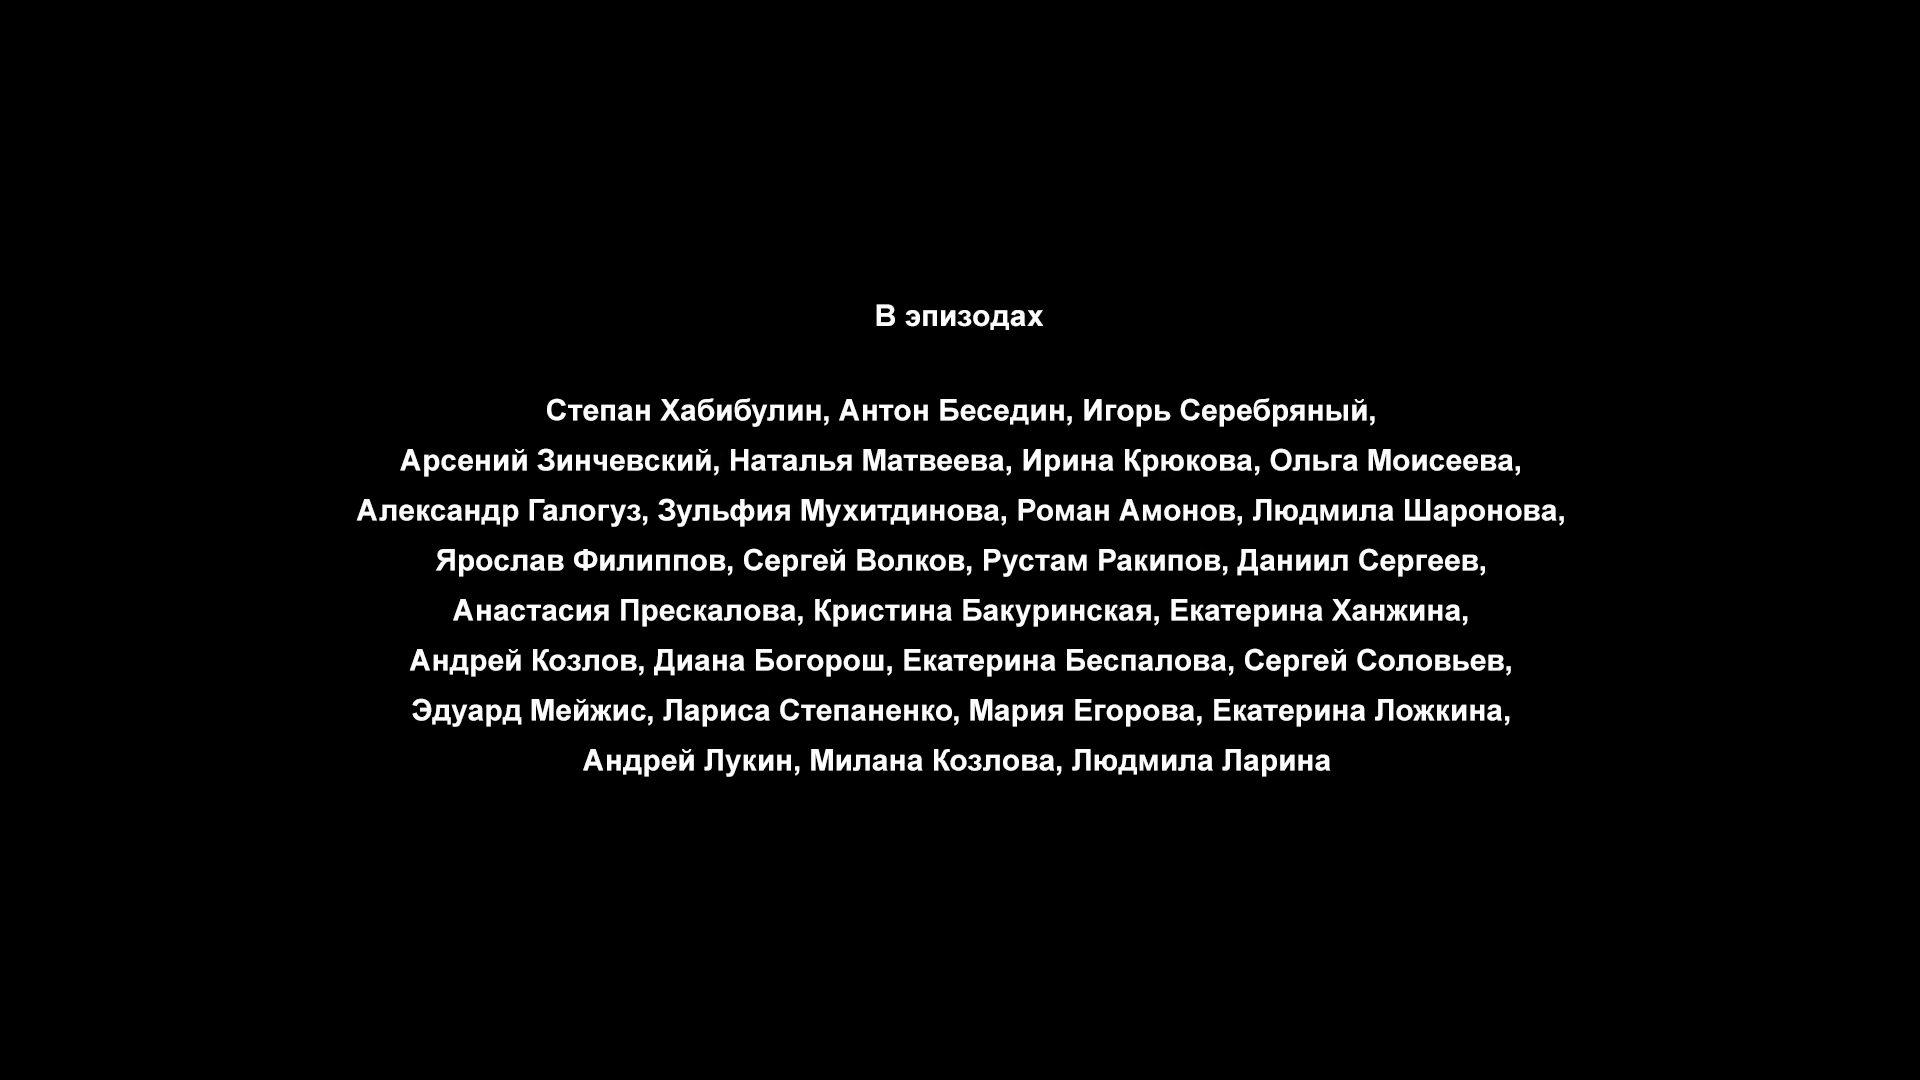 В эпизодах
Степан Хабибулин, Антон Беседин, Игорь Серебряный,
Арсений Зинчевский, Наталья Матвеева, Ирина Крюкова, Ольга Моисеева,
Александр Галогуз, Зульфия Мухитдинова, Роман Амонов, Людмила Шаронова,
Ярослав Филиппов, Сергей Волков, Рустам Ракипов, Даниил Сергеев,
Анастасия Прескалова, Кристина Бакуринская, Екатерина Ханжина,
Андрей Козлов, Диана Богорош, Екатерина Беспалова, Сергей Соловьев,
Эдуард Мейжис, Лариса Степаненко, Мария Егорова, Екатерина Ложкина,
Андрей Лукин, Милана Козлова, Людмила Ларина